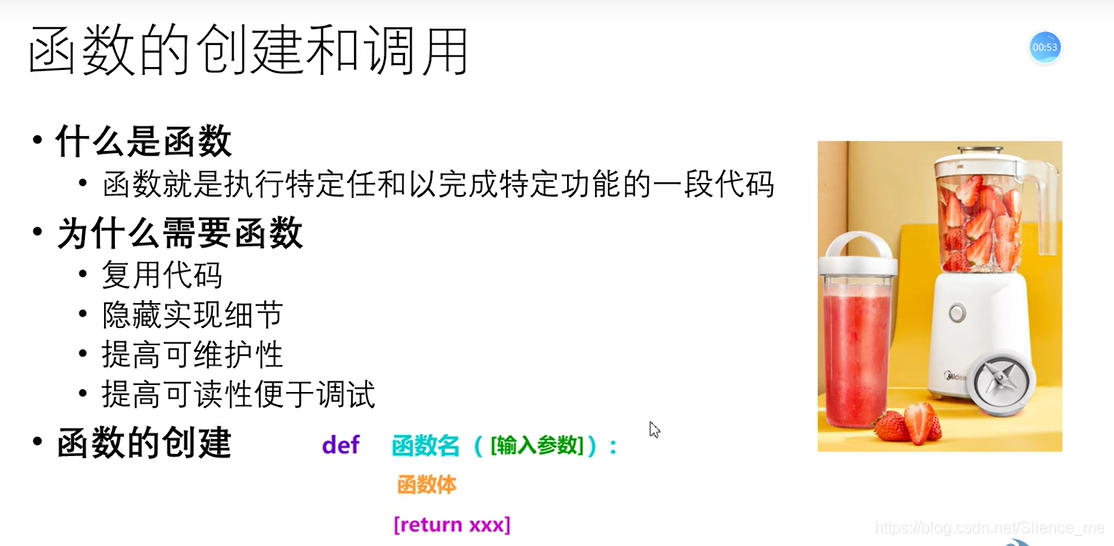 函数的创建和调用
00:53
• 什么是函数
• 函数就是执行特定任和以完成特定功能的一段代码
• 为什么需要函数
• 复用代码
• 隐藏实现细节
• 提高可维护性
• 提高可读性便于调试
• 函数的创建
def 函数名（[输入参数]）：
函数体
[return xxx]
Midea
https://blog.csdn.net/Slience_me